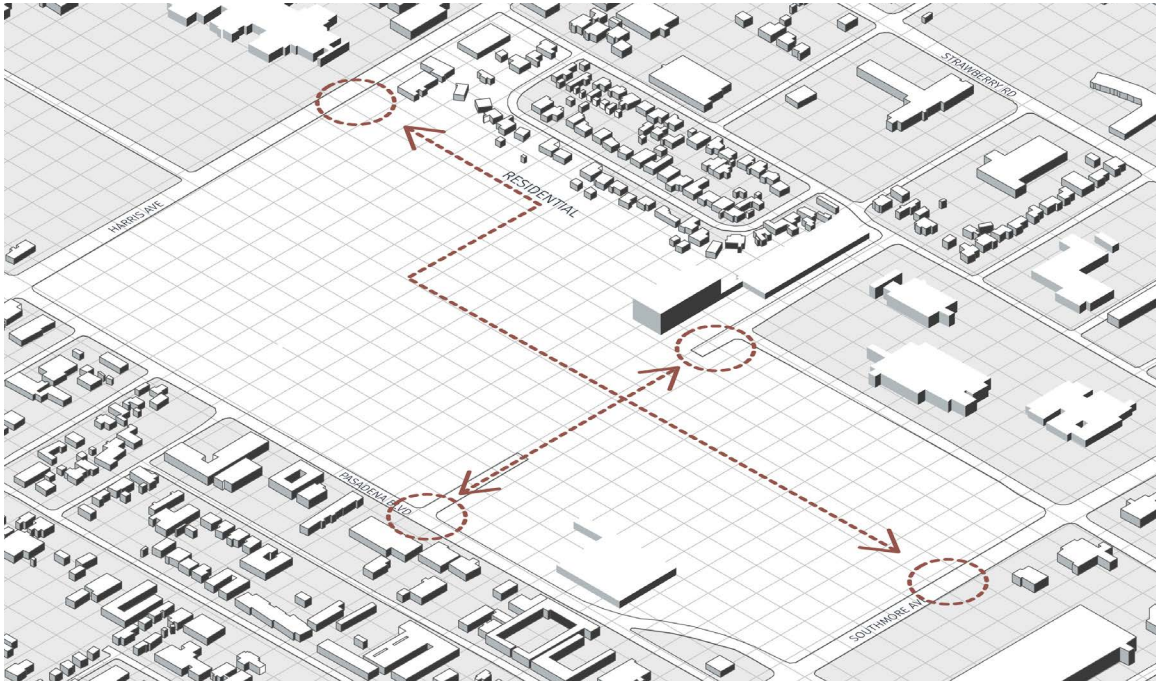 STRAWBERRY RD
RESIDENTIAL
HARRIS AVE
PASADENA BLVD
SOUTHMORE AVE